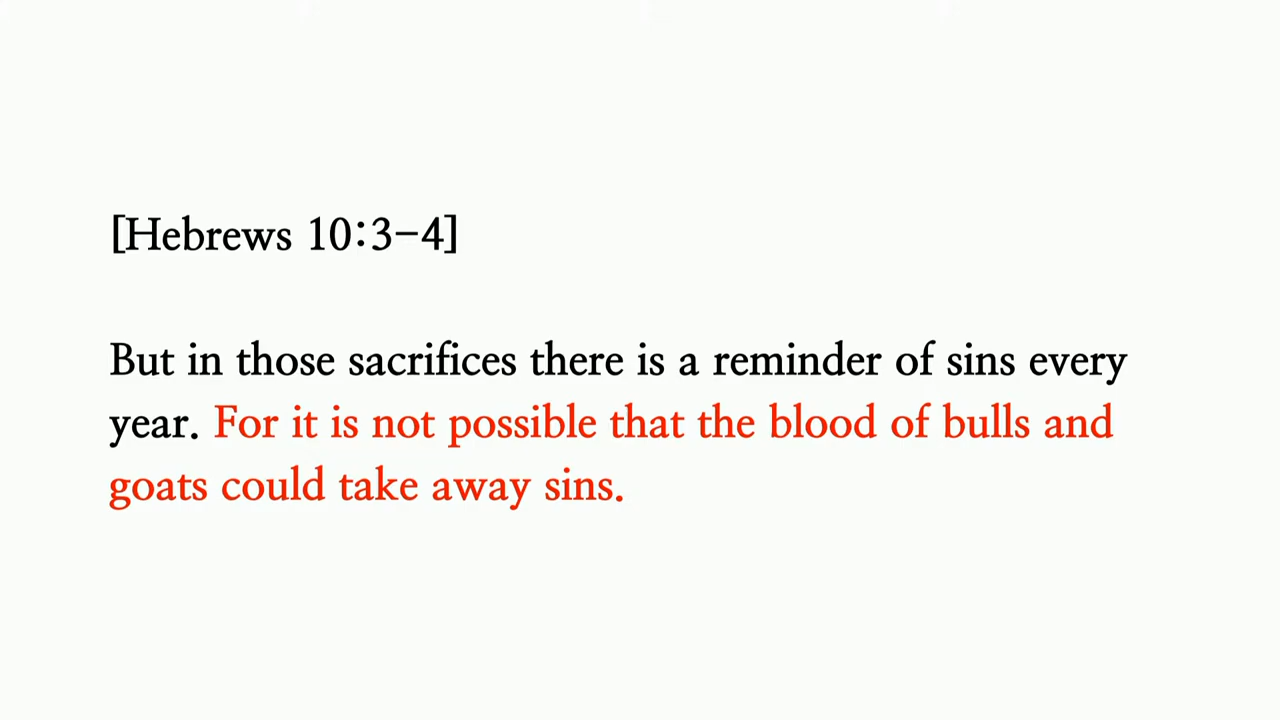 [Hebrews 10:3-4]
But in those sacrifices there is a reminder of sins every
year. For it is not possible that the blood of bulls and
goats could take away sins.